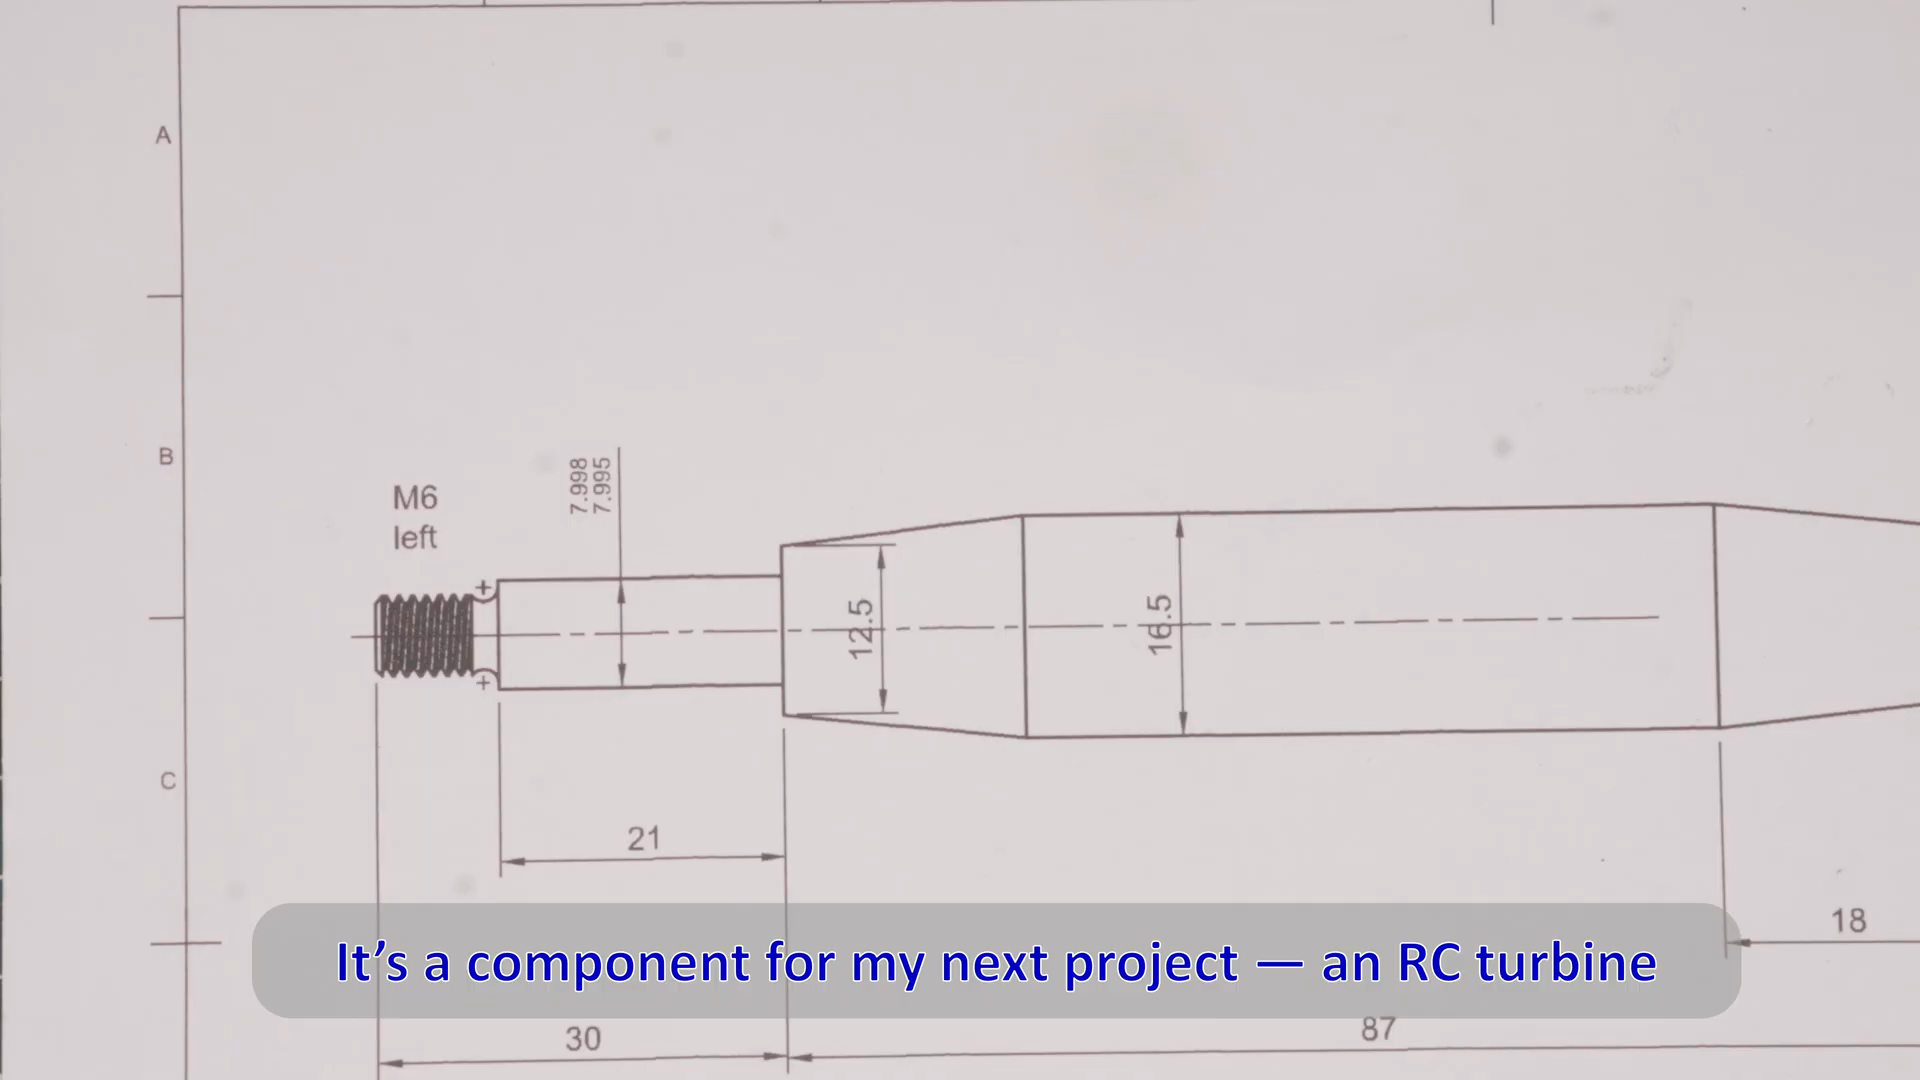 A
B
M6
left
7.998
7.995
12.5
16.5
C
21
18
It’s a component for my next project — an RC turbine
30
87